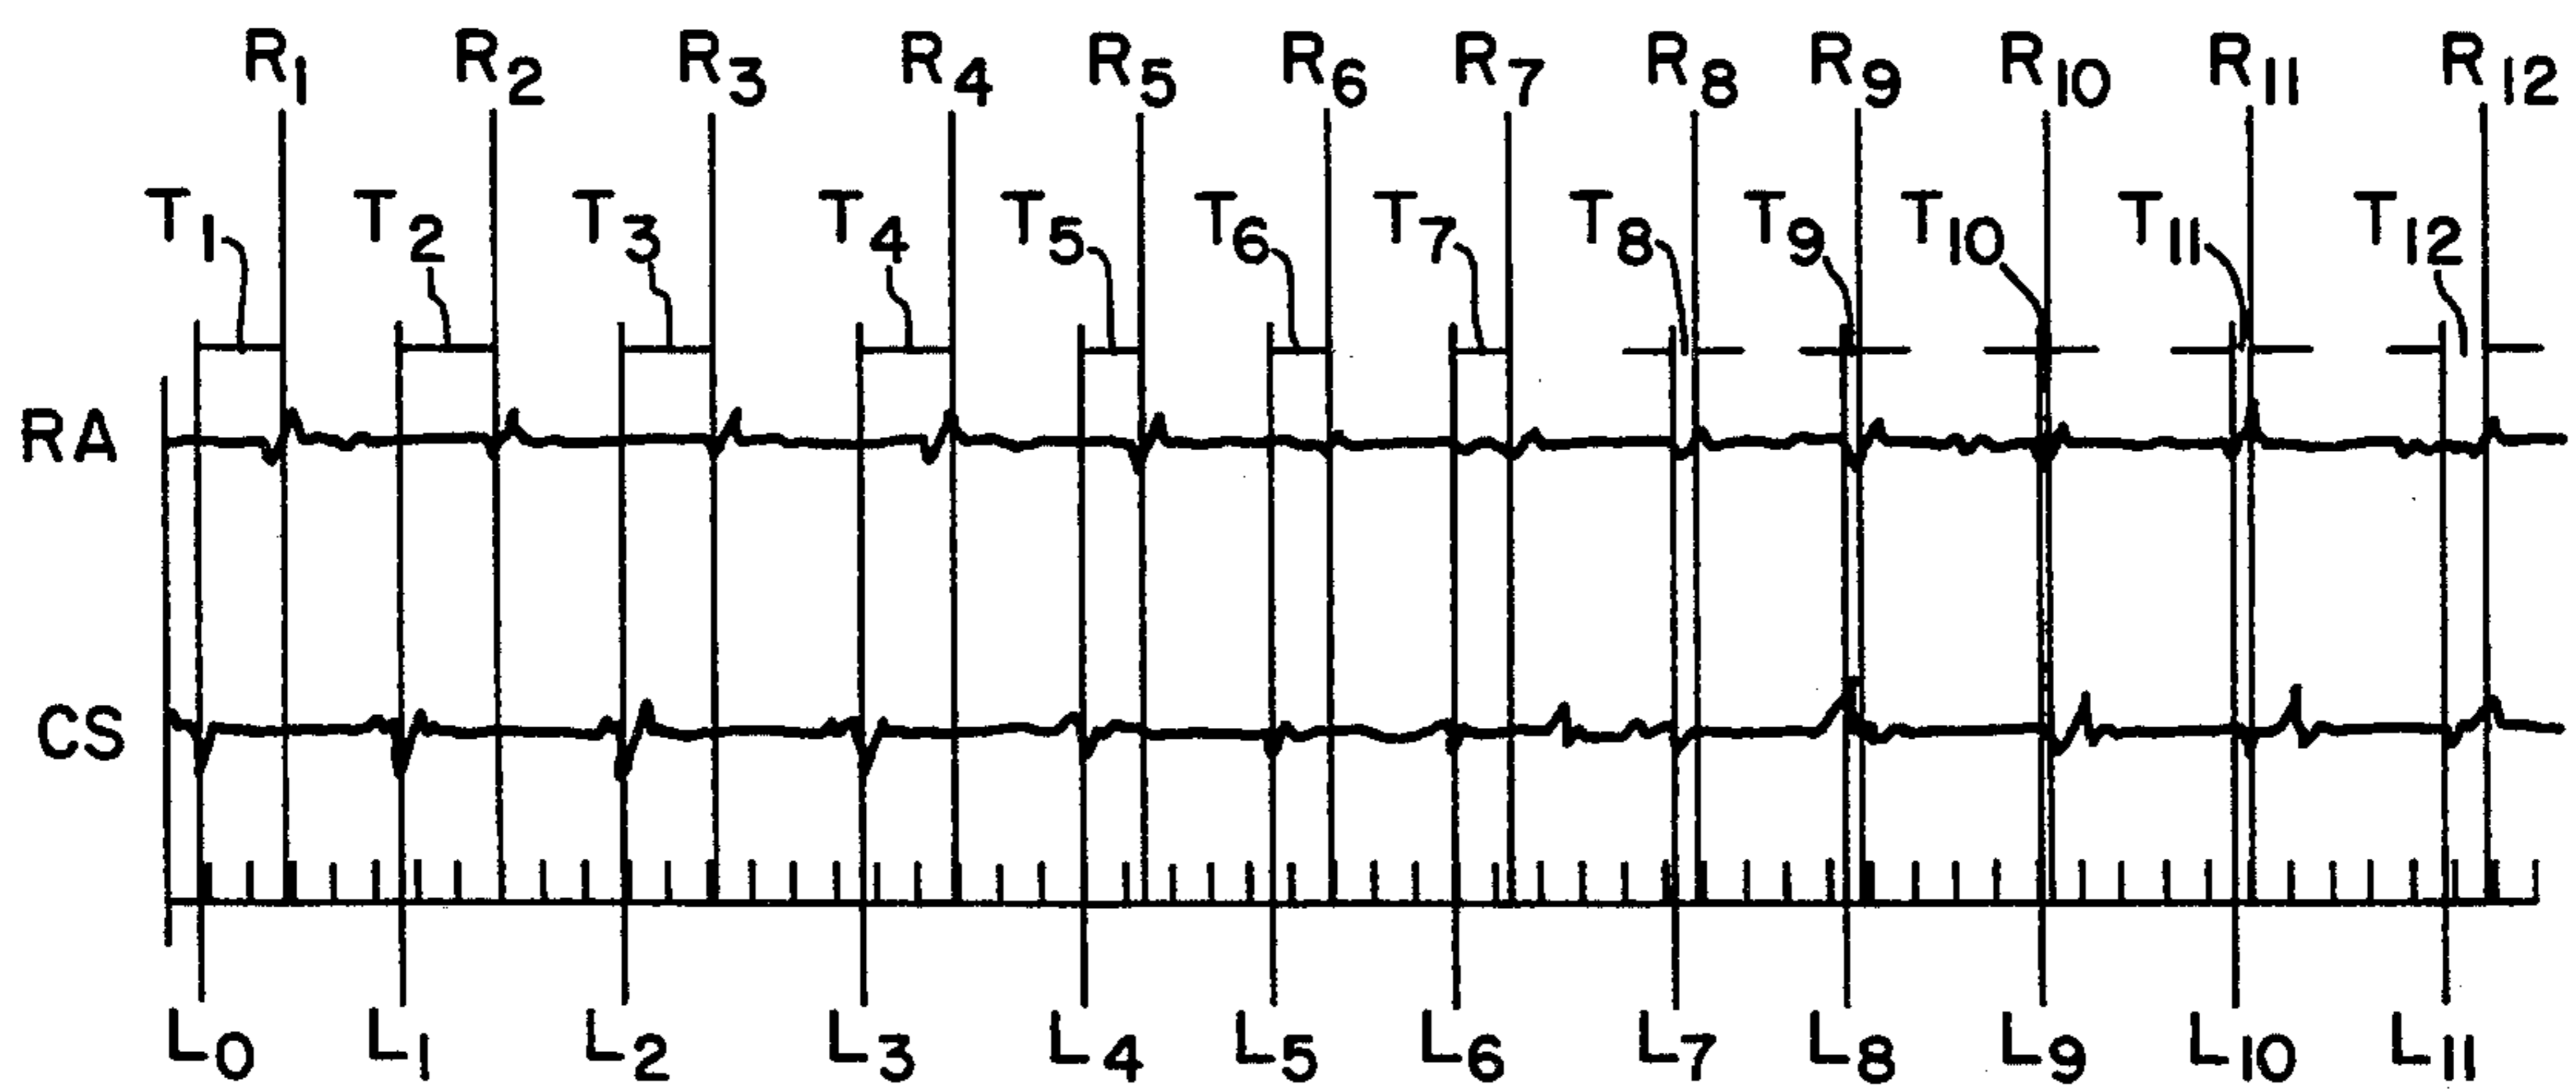 R1 R2 R3 R4 R5 R6 R7 R8 R9 R10 R11 R12
T1 T2 T3 T4 T5 T6 T7 T8 T9 T10 T11 T12
RA
CS
L0 L1 L2 L3 L4 L5 L6 L7 L8 L9 L10 L11